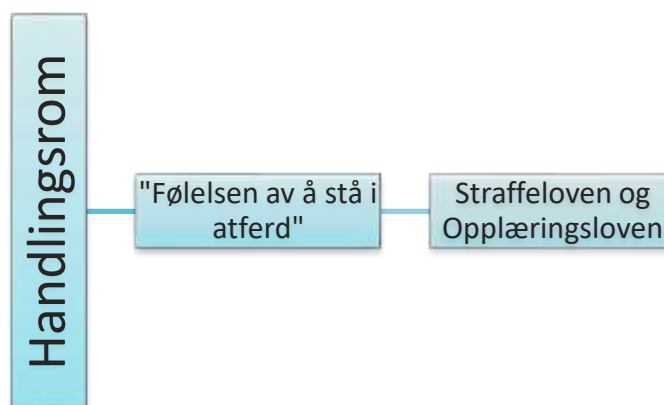 Handlingsrom
"Følelsen av å stå i
atferd"
Straffeloven og
Opplæringsloven